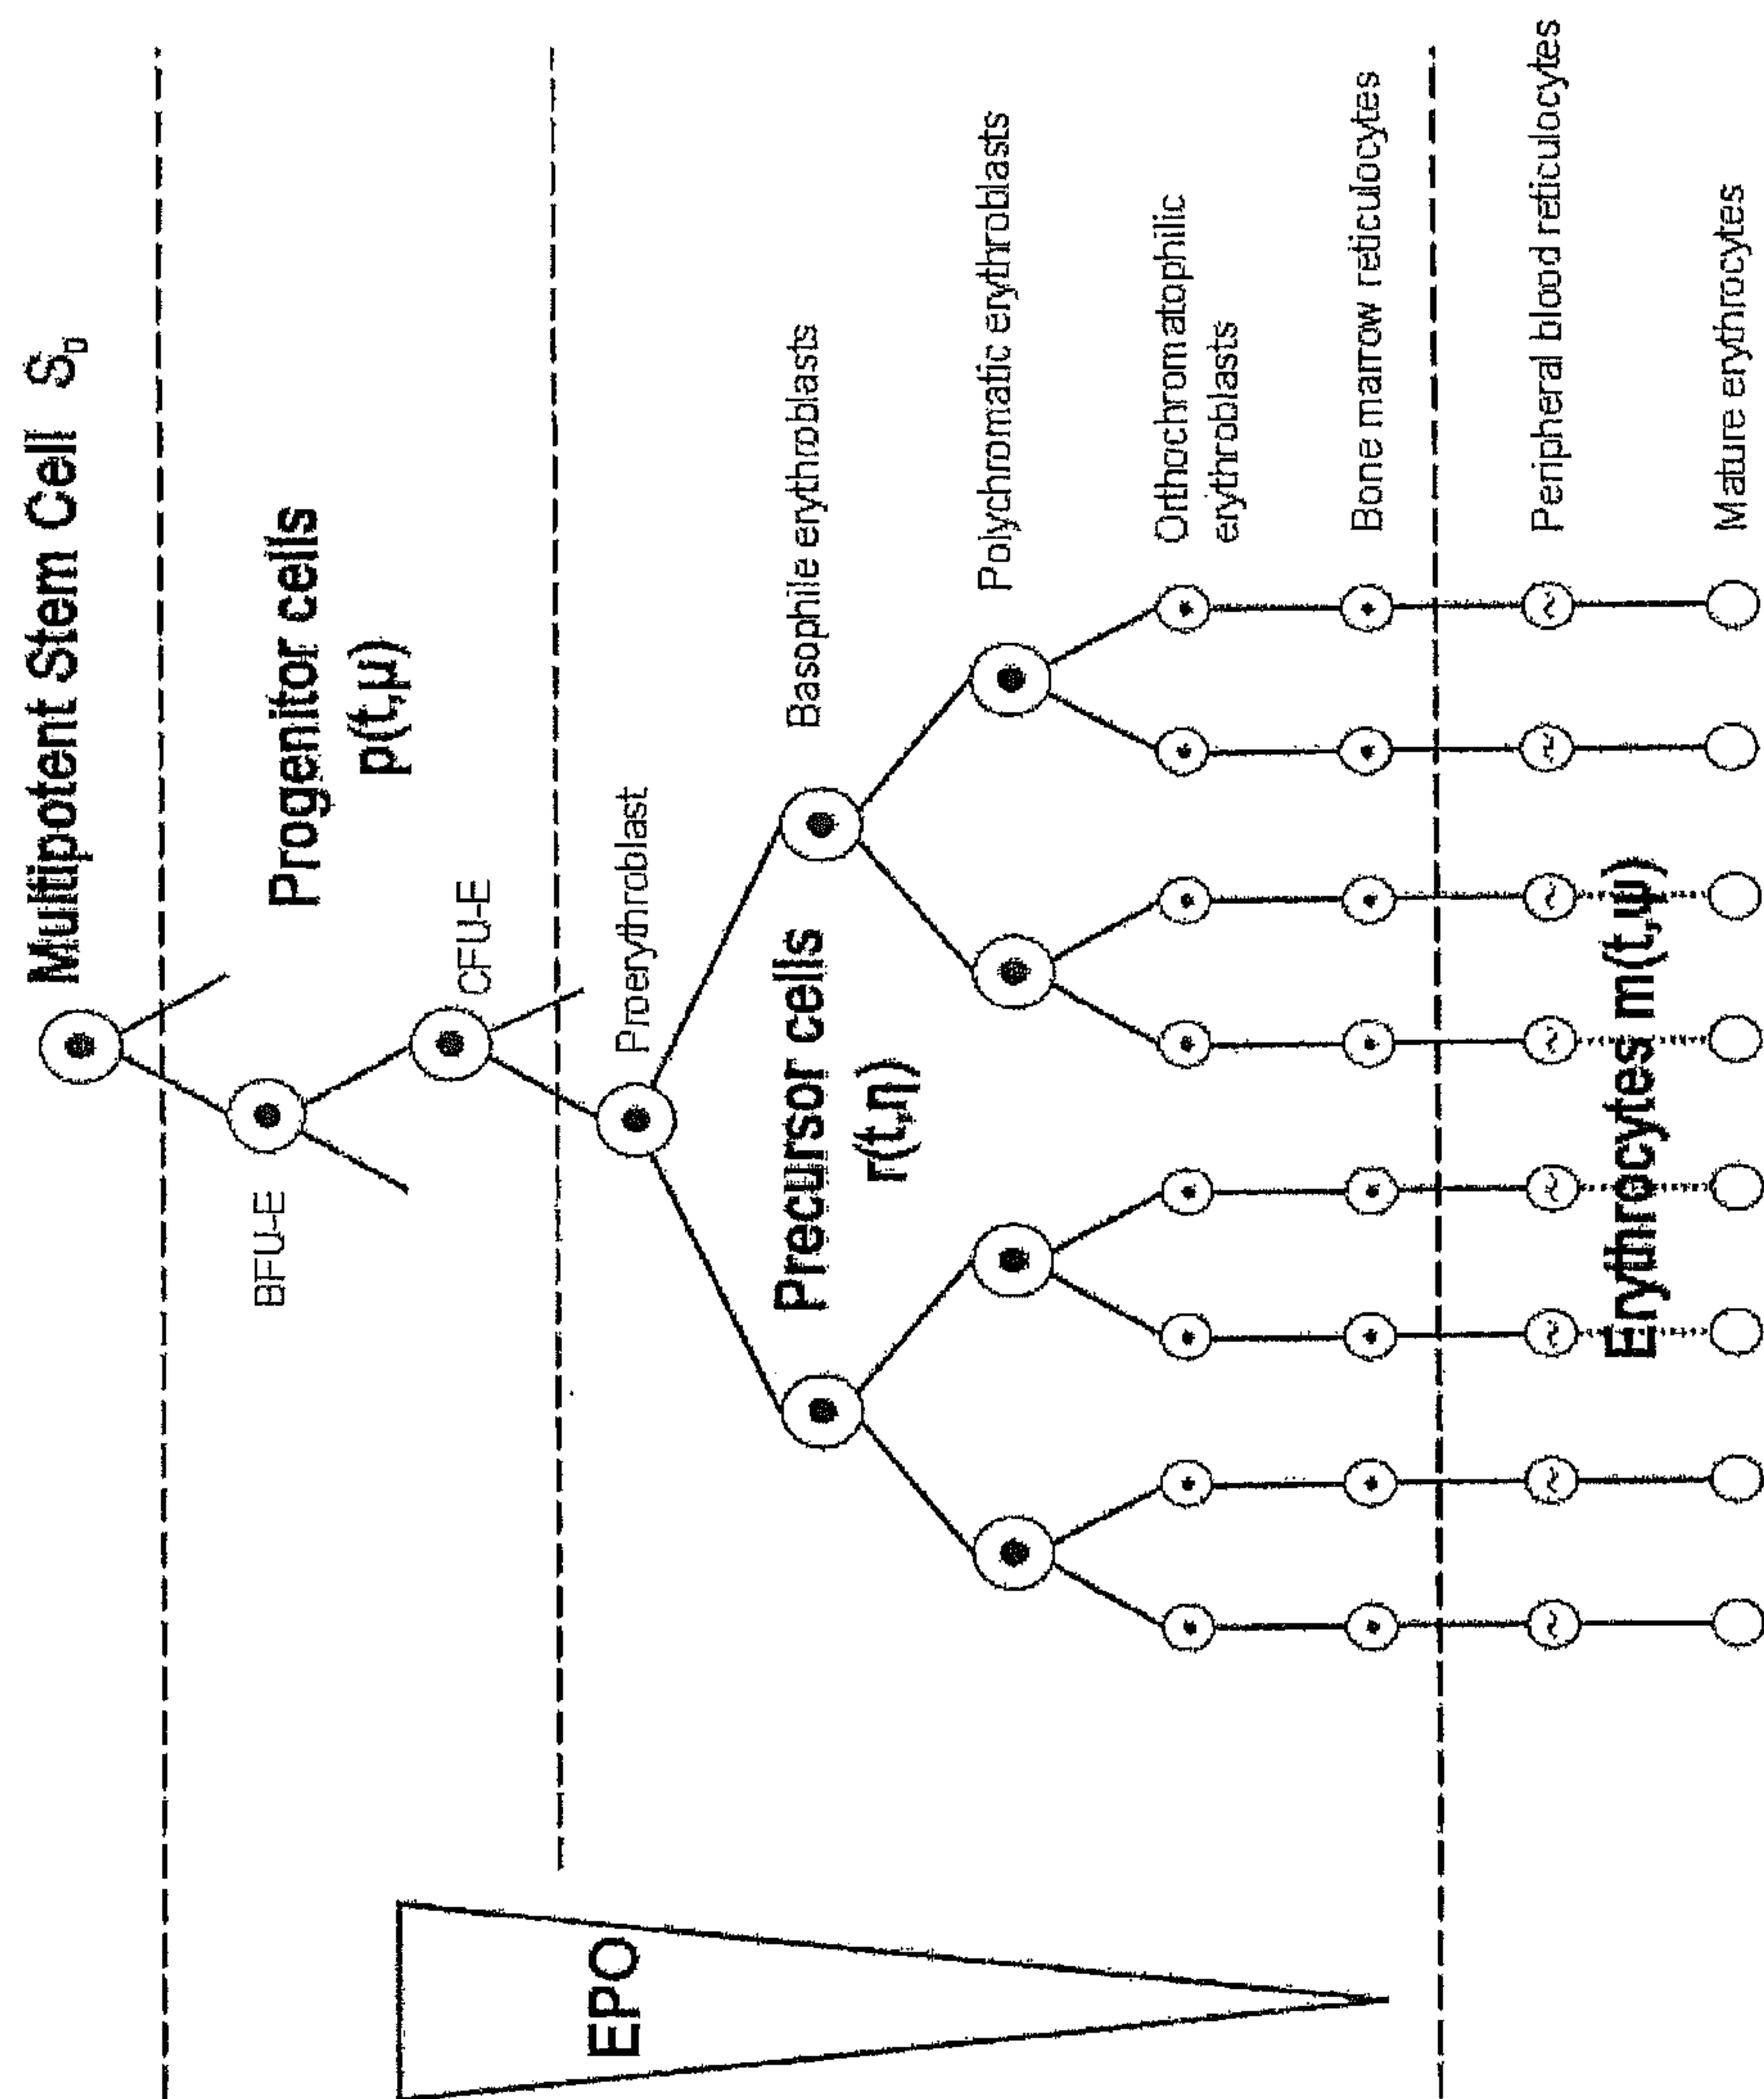 Multipotent Stem Cell S₀
BFU-E
Progenitor cells
p(t,μ)
CFU-E
Proerythroblast
EPO
Precursor cells
r(t,η)
Basophile erythroblasts
Polychromatic erythroblasts
Orthochromatophilic
erythroblasts
Bone marrow reticulocytes
Peripheral blood reticulocytes
Erythrocytes m(t,ψ)
Mature erythrocytes